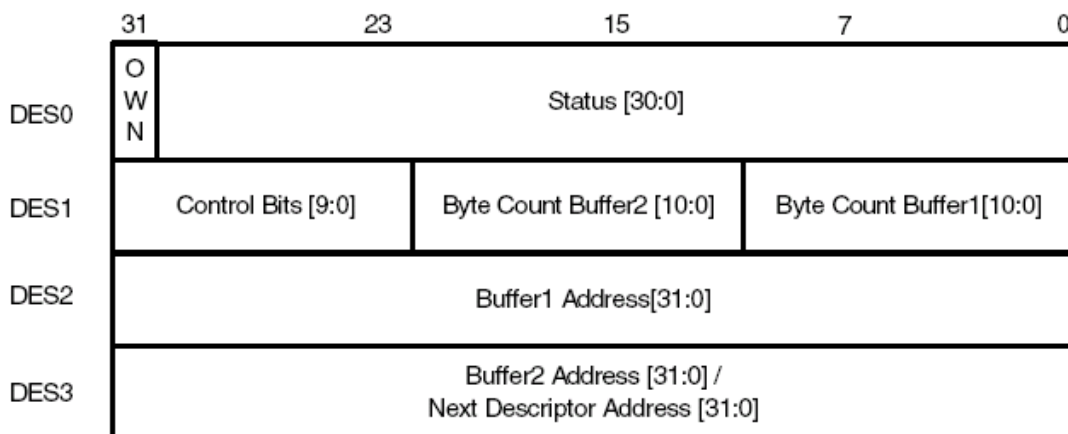 31 23 15 7 0
O
W
N
DES0 Status [30:0]
DES1 Control Bits [9:0] Byte Count Buffer2 [10:0] Byte Count Buffer1[10:0]
DES2 Buffer1 Address[31:0]
DES3 Buffer2 Address [31:0] /
Next Descriptor Address [31:0]